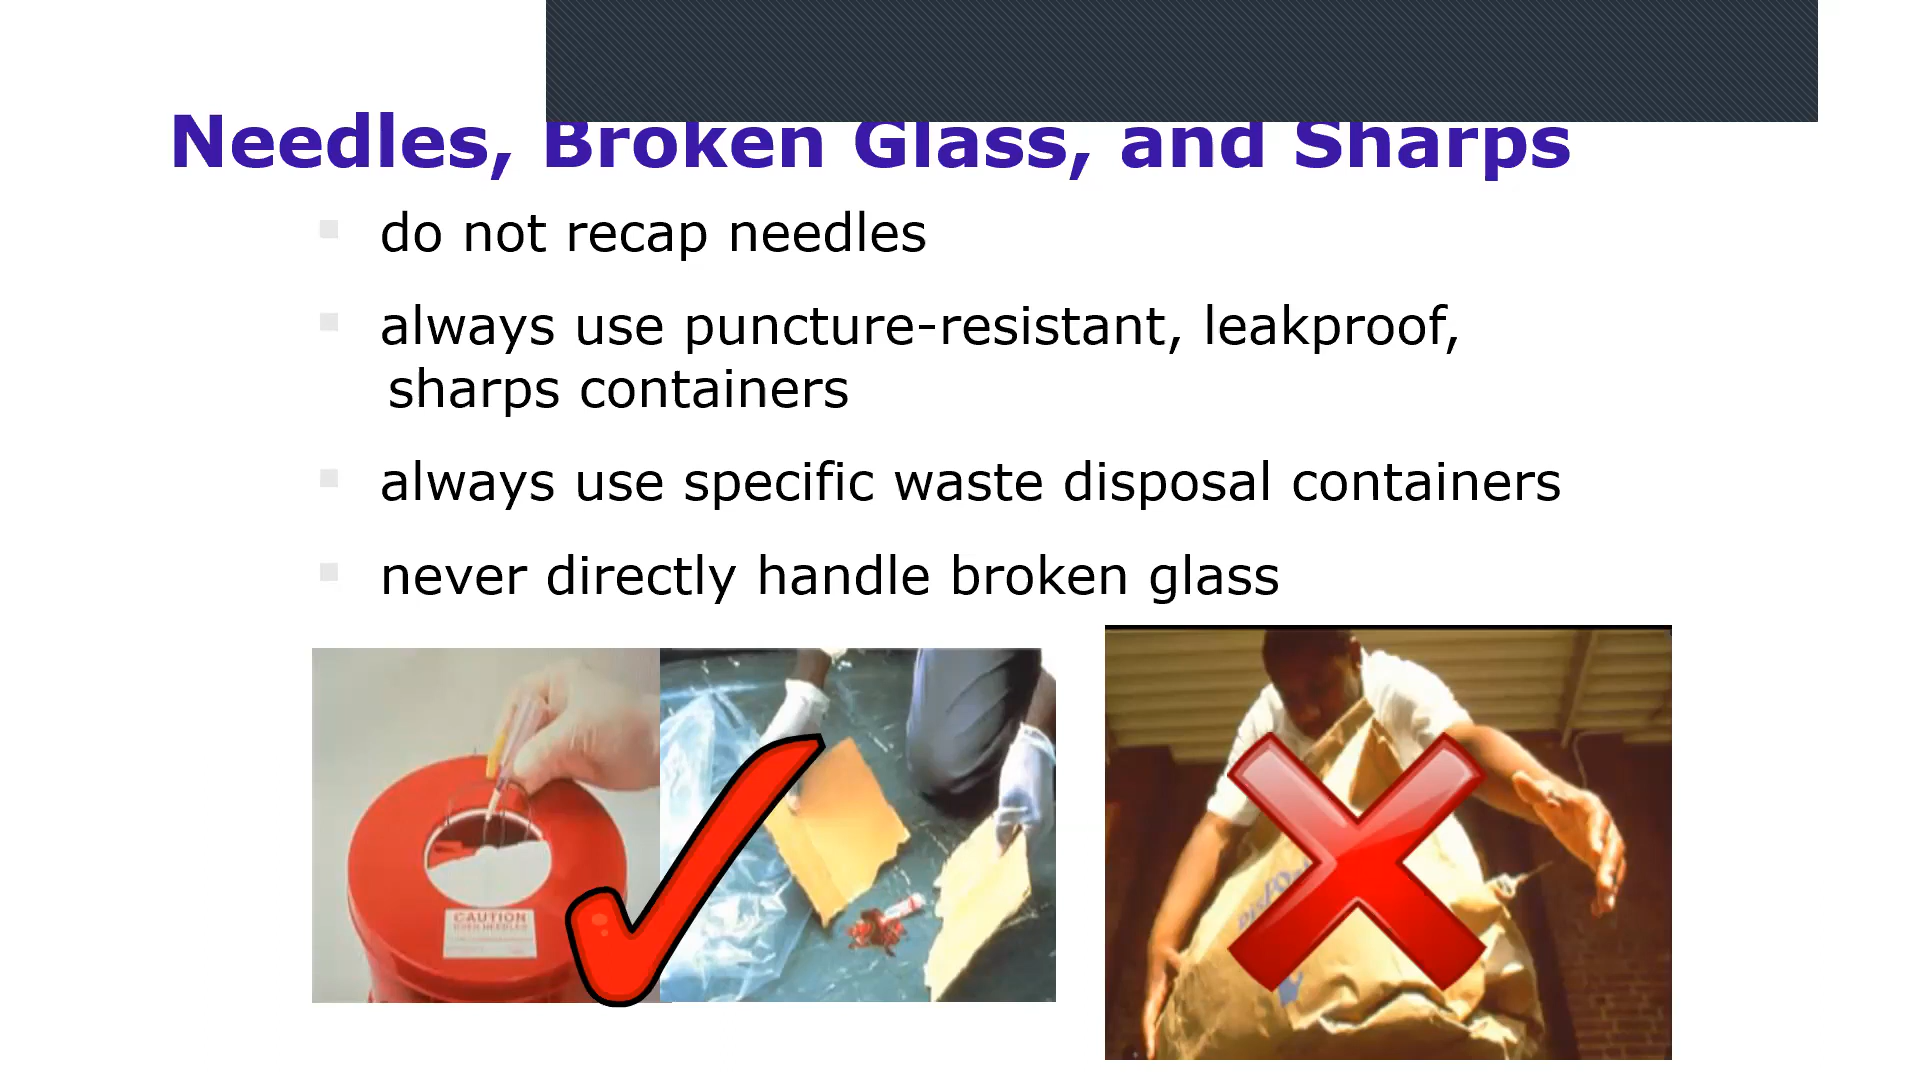 Needles, Broken Glass, and Sharps
do not recap needles
always use puncture-resistant, leakproof,
sharps containers
always use specific waste disposal containers
never directly handle broken glass
CAUTION